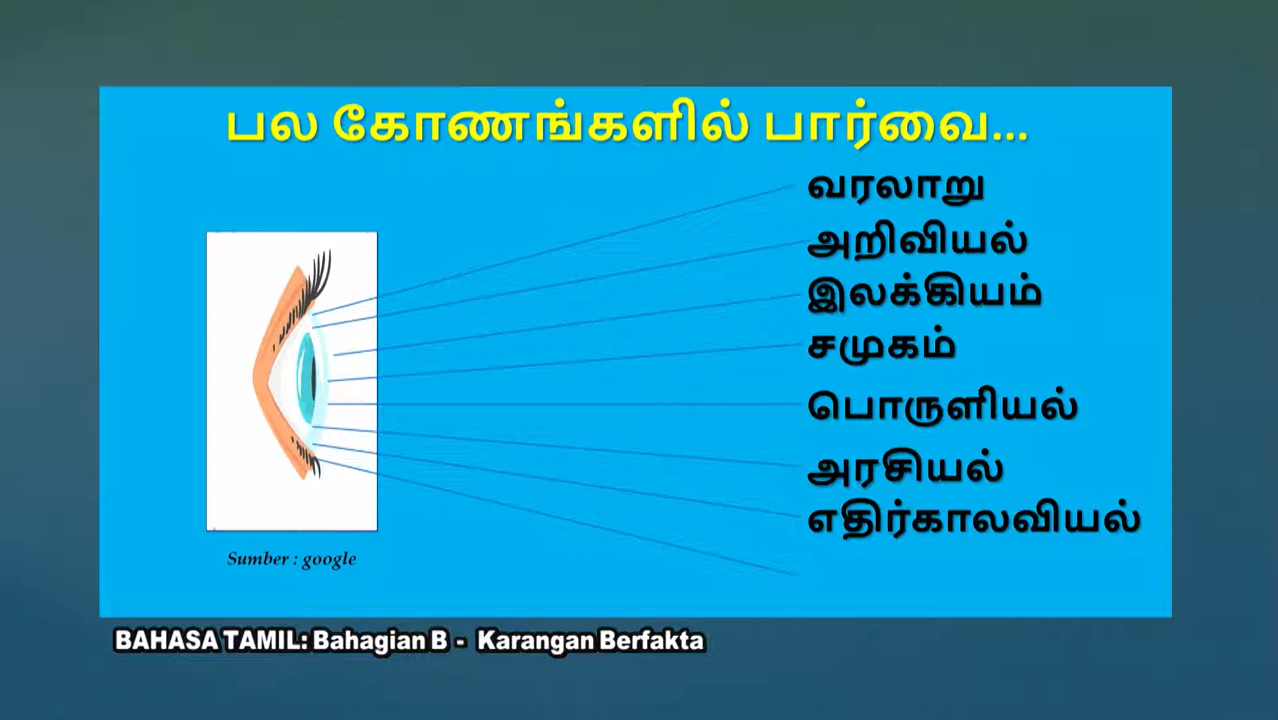 பல கோணங்களில் பார்வை...
வரலாறு
அறிவியல்
இலக்கியம்
சமுகம்
பொருளியல்
அரசியல்
எதிர்காலவியல்
Sumber : google
BAHASA TAMIL: Bahagian B - Karangan Berfakta